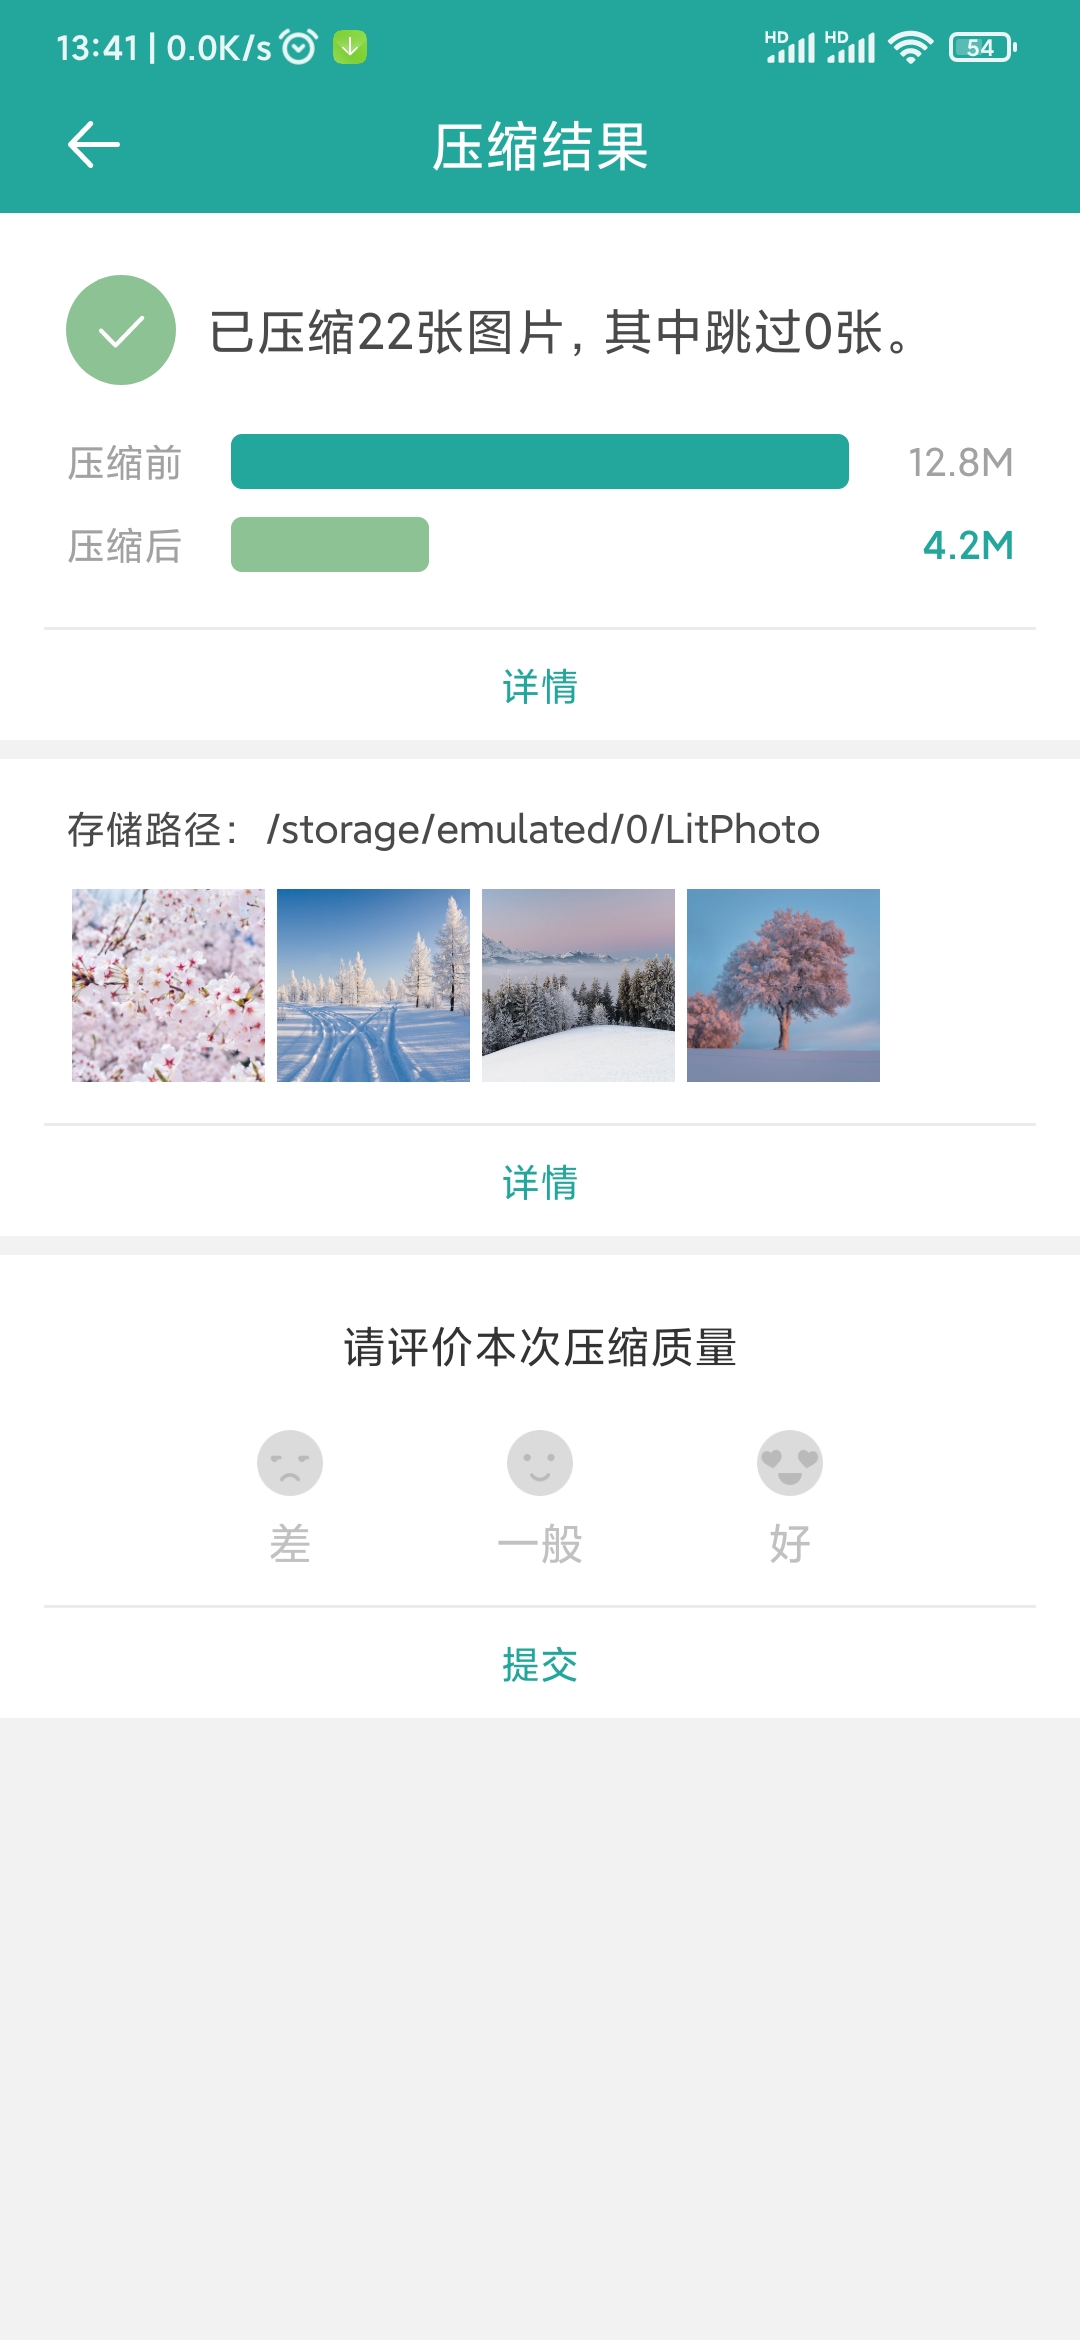 13:41 | 0.0K/s HD HD 54
压缩结果
已压缩22张图片, 其中跳过0张。
压缩前 12.8M
压缩后 4.2M
详情
存储路径: /storage/emulated/0/LitPhoto
详情
请评价本次压缩质量
差 一般 好
提交